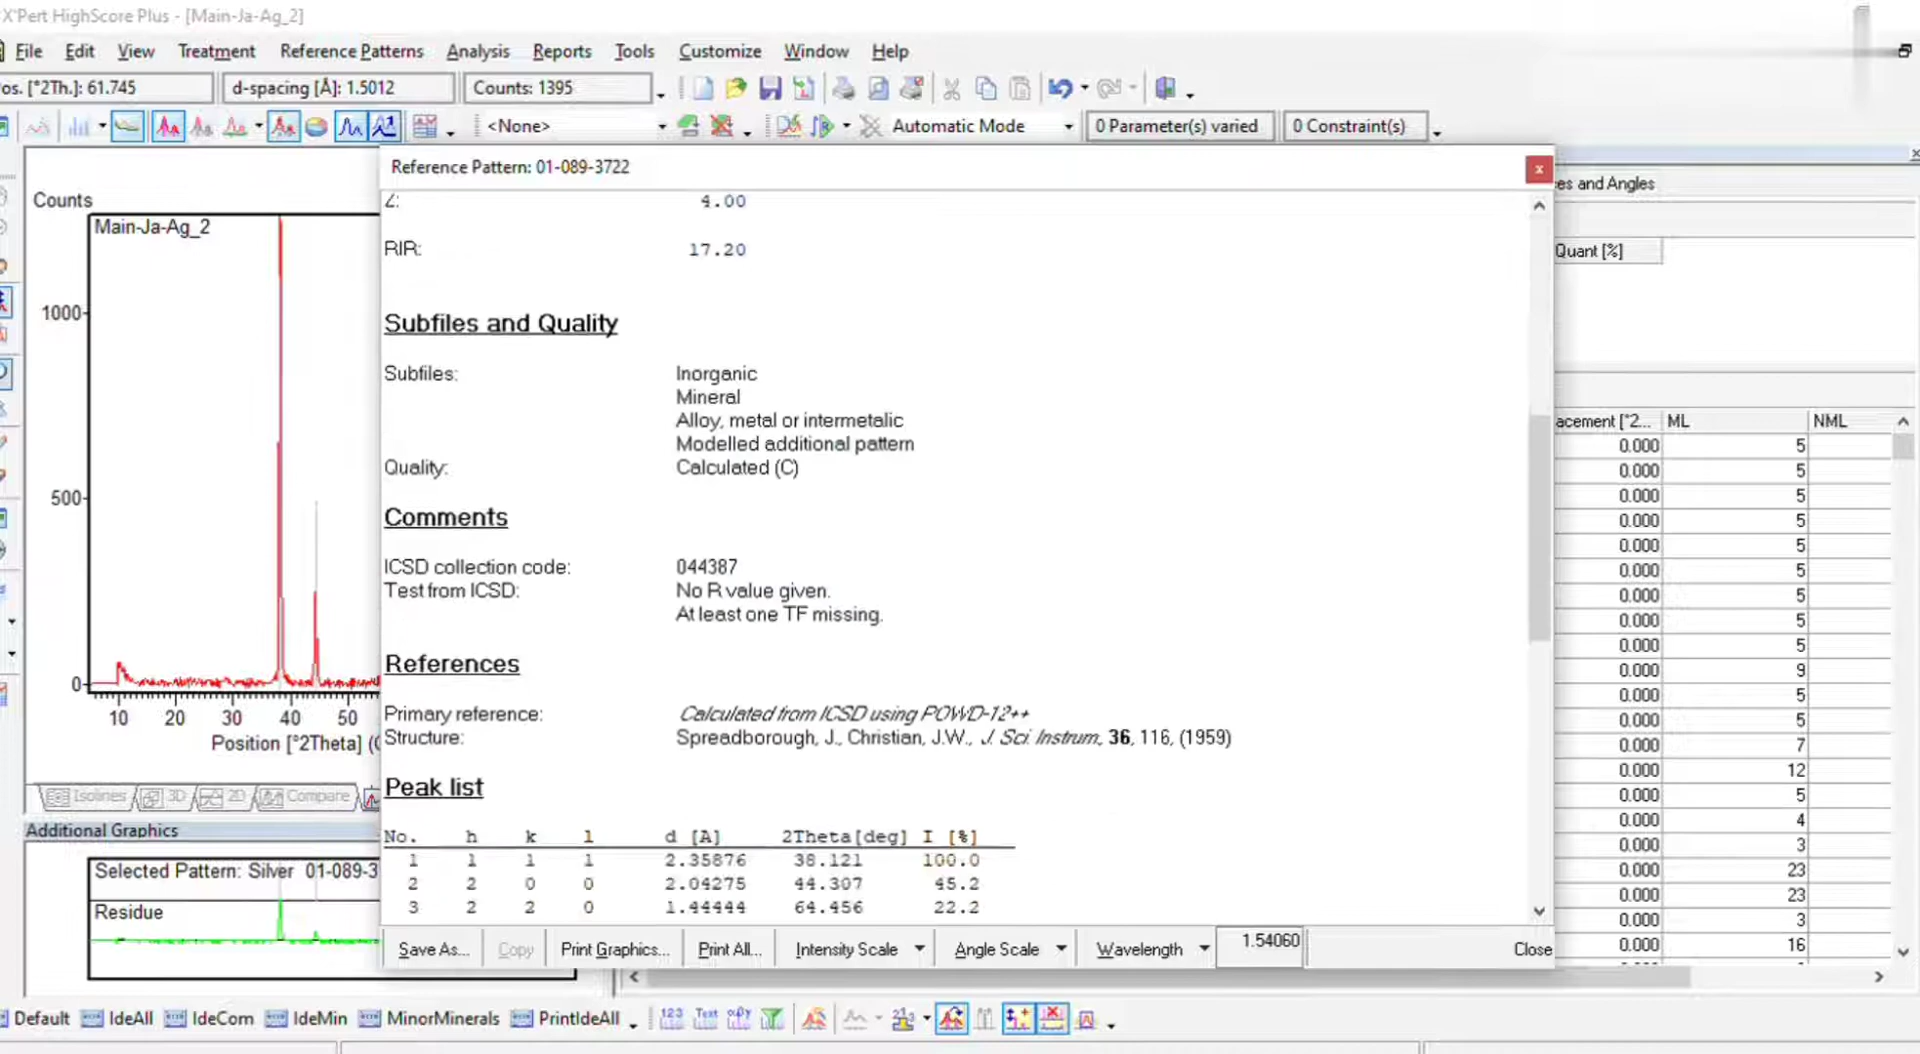 X'Pert HighScore Plus - [Main-Ja-Ag_2]
File Edit View Treatment Reference Patterns Analysis Reports Tools Customize Window Help
os. [°2Th.]: 61.745 d-spacing [Å]: 1.5012 Counts: 1395
<None> Automatic Mode 0 Parameter(s) varied 0 Constraint(s)
Reference Pattern: 01-089-3722
es and Angles
Quant [%]
Counts
Main-Ja-Ag_2
1000
500
0
10 20 30 40 50
Position [°2Theta] (
Isolines 3D 2D Compare
Additional Graphics
Selected Pattern: Silver 01-089-3
Residue
Z: 4.00
RIR: 17.20
Subfiles and Quality
Subfiles: Inorganic
Mineral
Alloy, metal or intermetalic
Modelled additional pattern
Quality: Calculated (C)
Comments
ICSD collection code: 044387
Test from ICSD: No R value given.
At least one TF missing.
References
Primary reference: Calculated from ICSD using POWD-12++
Structure: Spreadborough, J., Christian, J.W., J. Sci. Instrum., 36, 116, (1959)
Peak list
No. h k l d [A] 2Theta[deg] I [%]
1 1 1 1 2.35876 38.121 100.0
2 2 0 0 2.04275 44.307 45.2
3 2 2 0 1.44444 64.456 22.2
Save As... Copy Print Graphics... Print All... Intensity Scale Angle Scale Wavelength 1.54060 Close
acement [°2... ML NML
0.000 5
0.000 5
0.000 5
0.000 5
0.000 5
0.000 5
0.000 5
0.000 5
0.000 5
0.000 9
0.000 5
0.000 5
0.000 7
0.000 12
0.000 5
0.000 4
0.000 3
0.000 23
0.000 23
0.000 3
0.000 16
Default IdeAll IdeCom IdeMin MinorMinerals PrintIdeAll